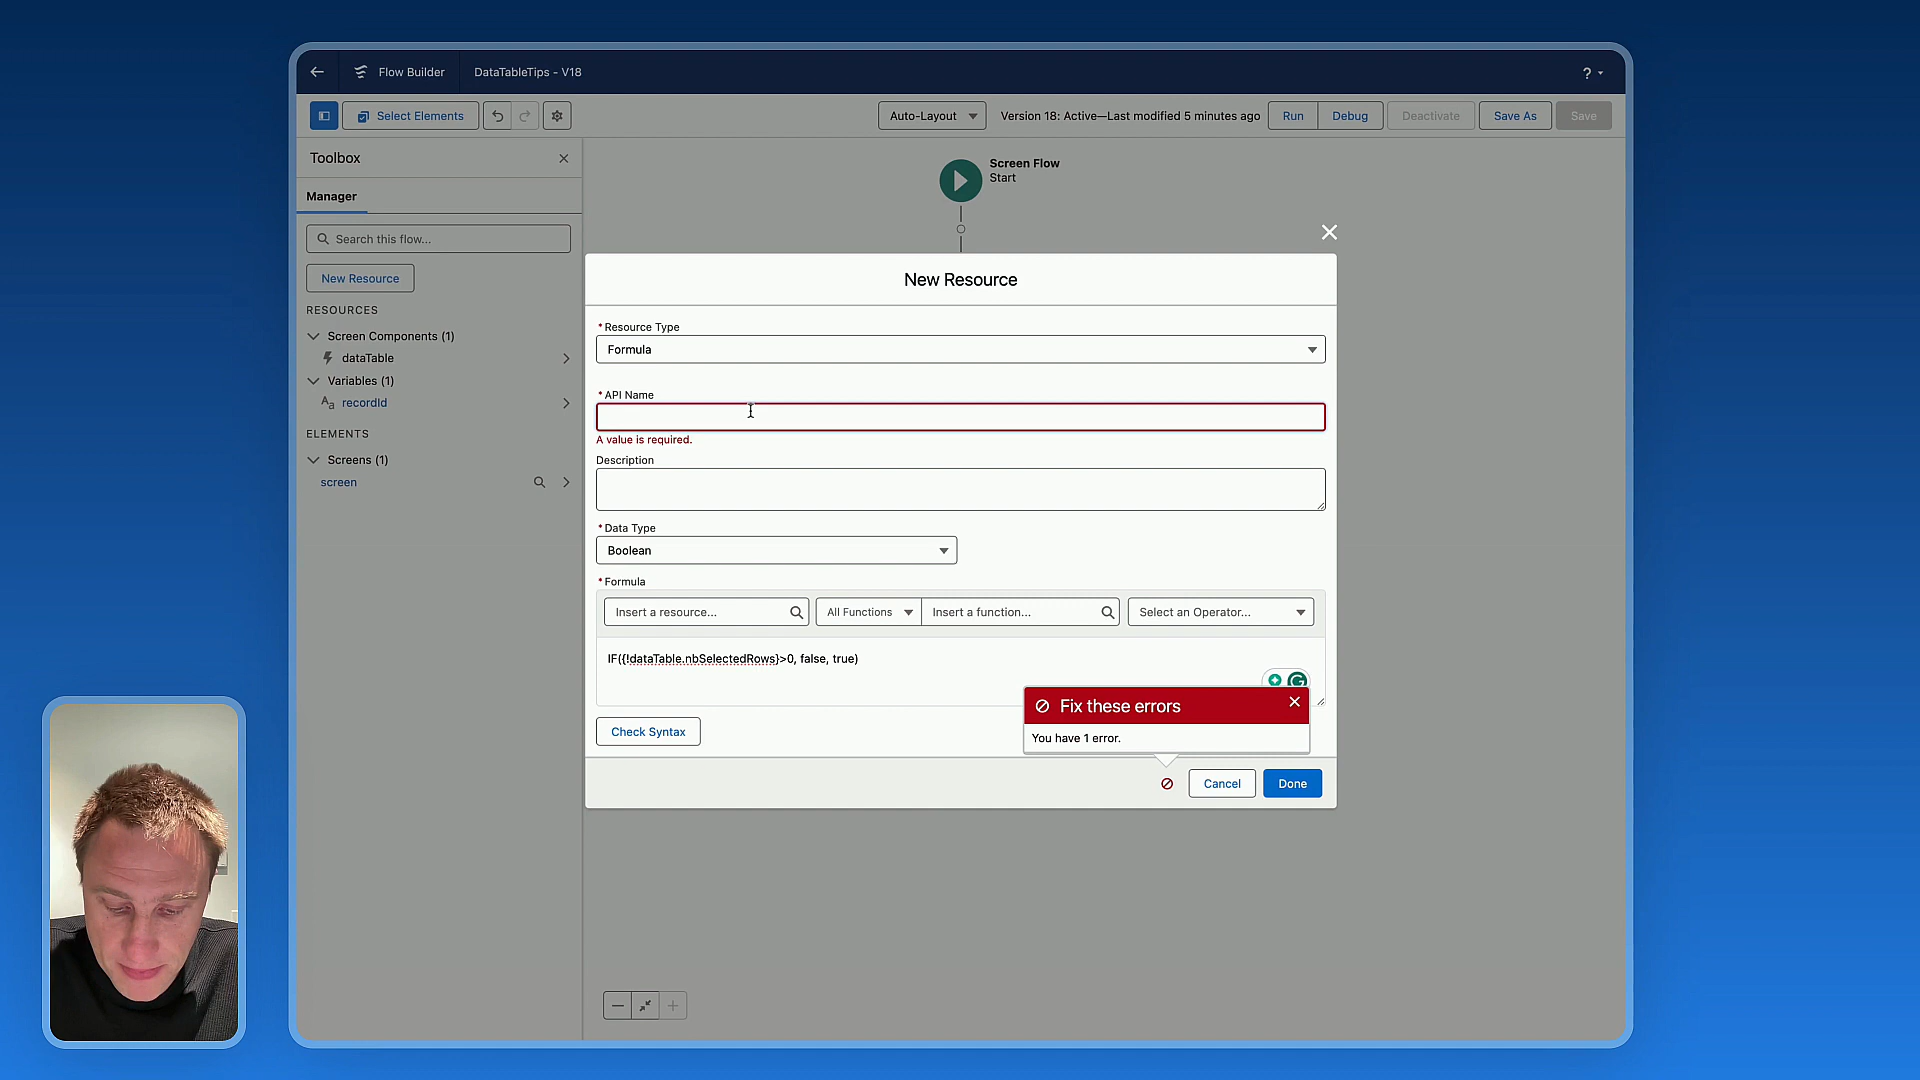 Flow Builder
DataTableTips - V18
?
Select Elements
Auto-Layout
Version 18: Active—Last modified 5 minutes ago
Run
Debug
Deactivate
Save As
Save
Toolbox
Manager
Search this flow...
New Resource
RESOURCES
Screen Components (1)
dataTable
Variables (1)
Aa recordId
ELEMENTS
Screens (1)
screen
Screen Flow
Start
New Resource
* Resource Type
Formula
* API Name
A value is required.
Description
* Data Type
Boolean
* Formula
Insert a resource...
All Functions
Insert a function...
Select an Operator...
IF({!dataTable.nbSelectedRows}>0, false, true)
Fix these errors
You have 1 error.
Check Syntax
Cancel
Done